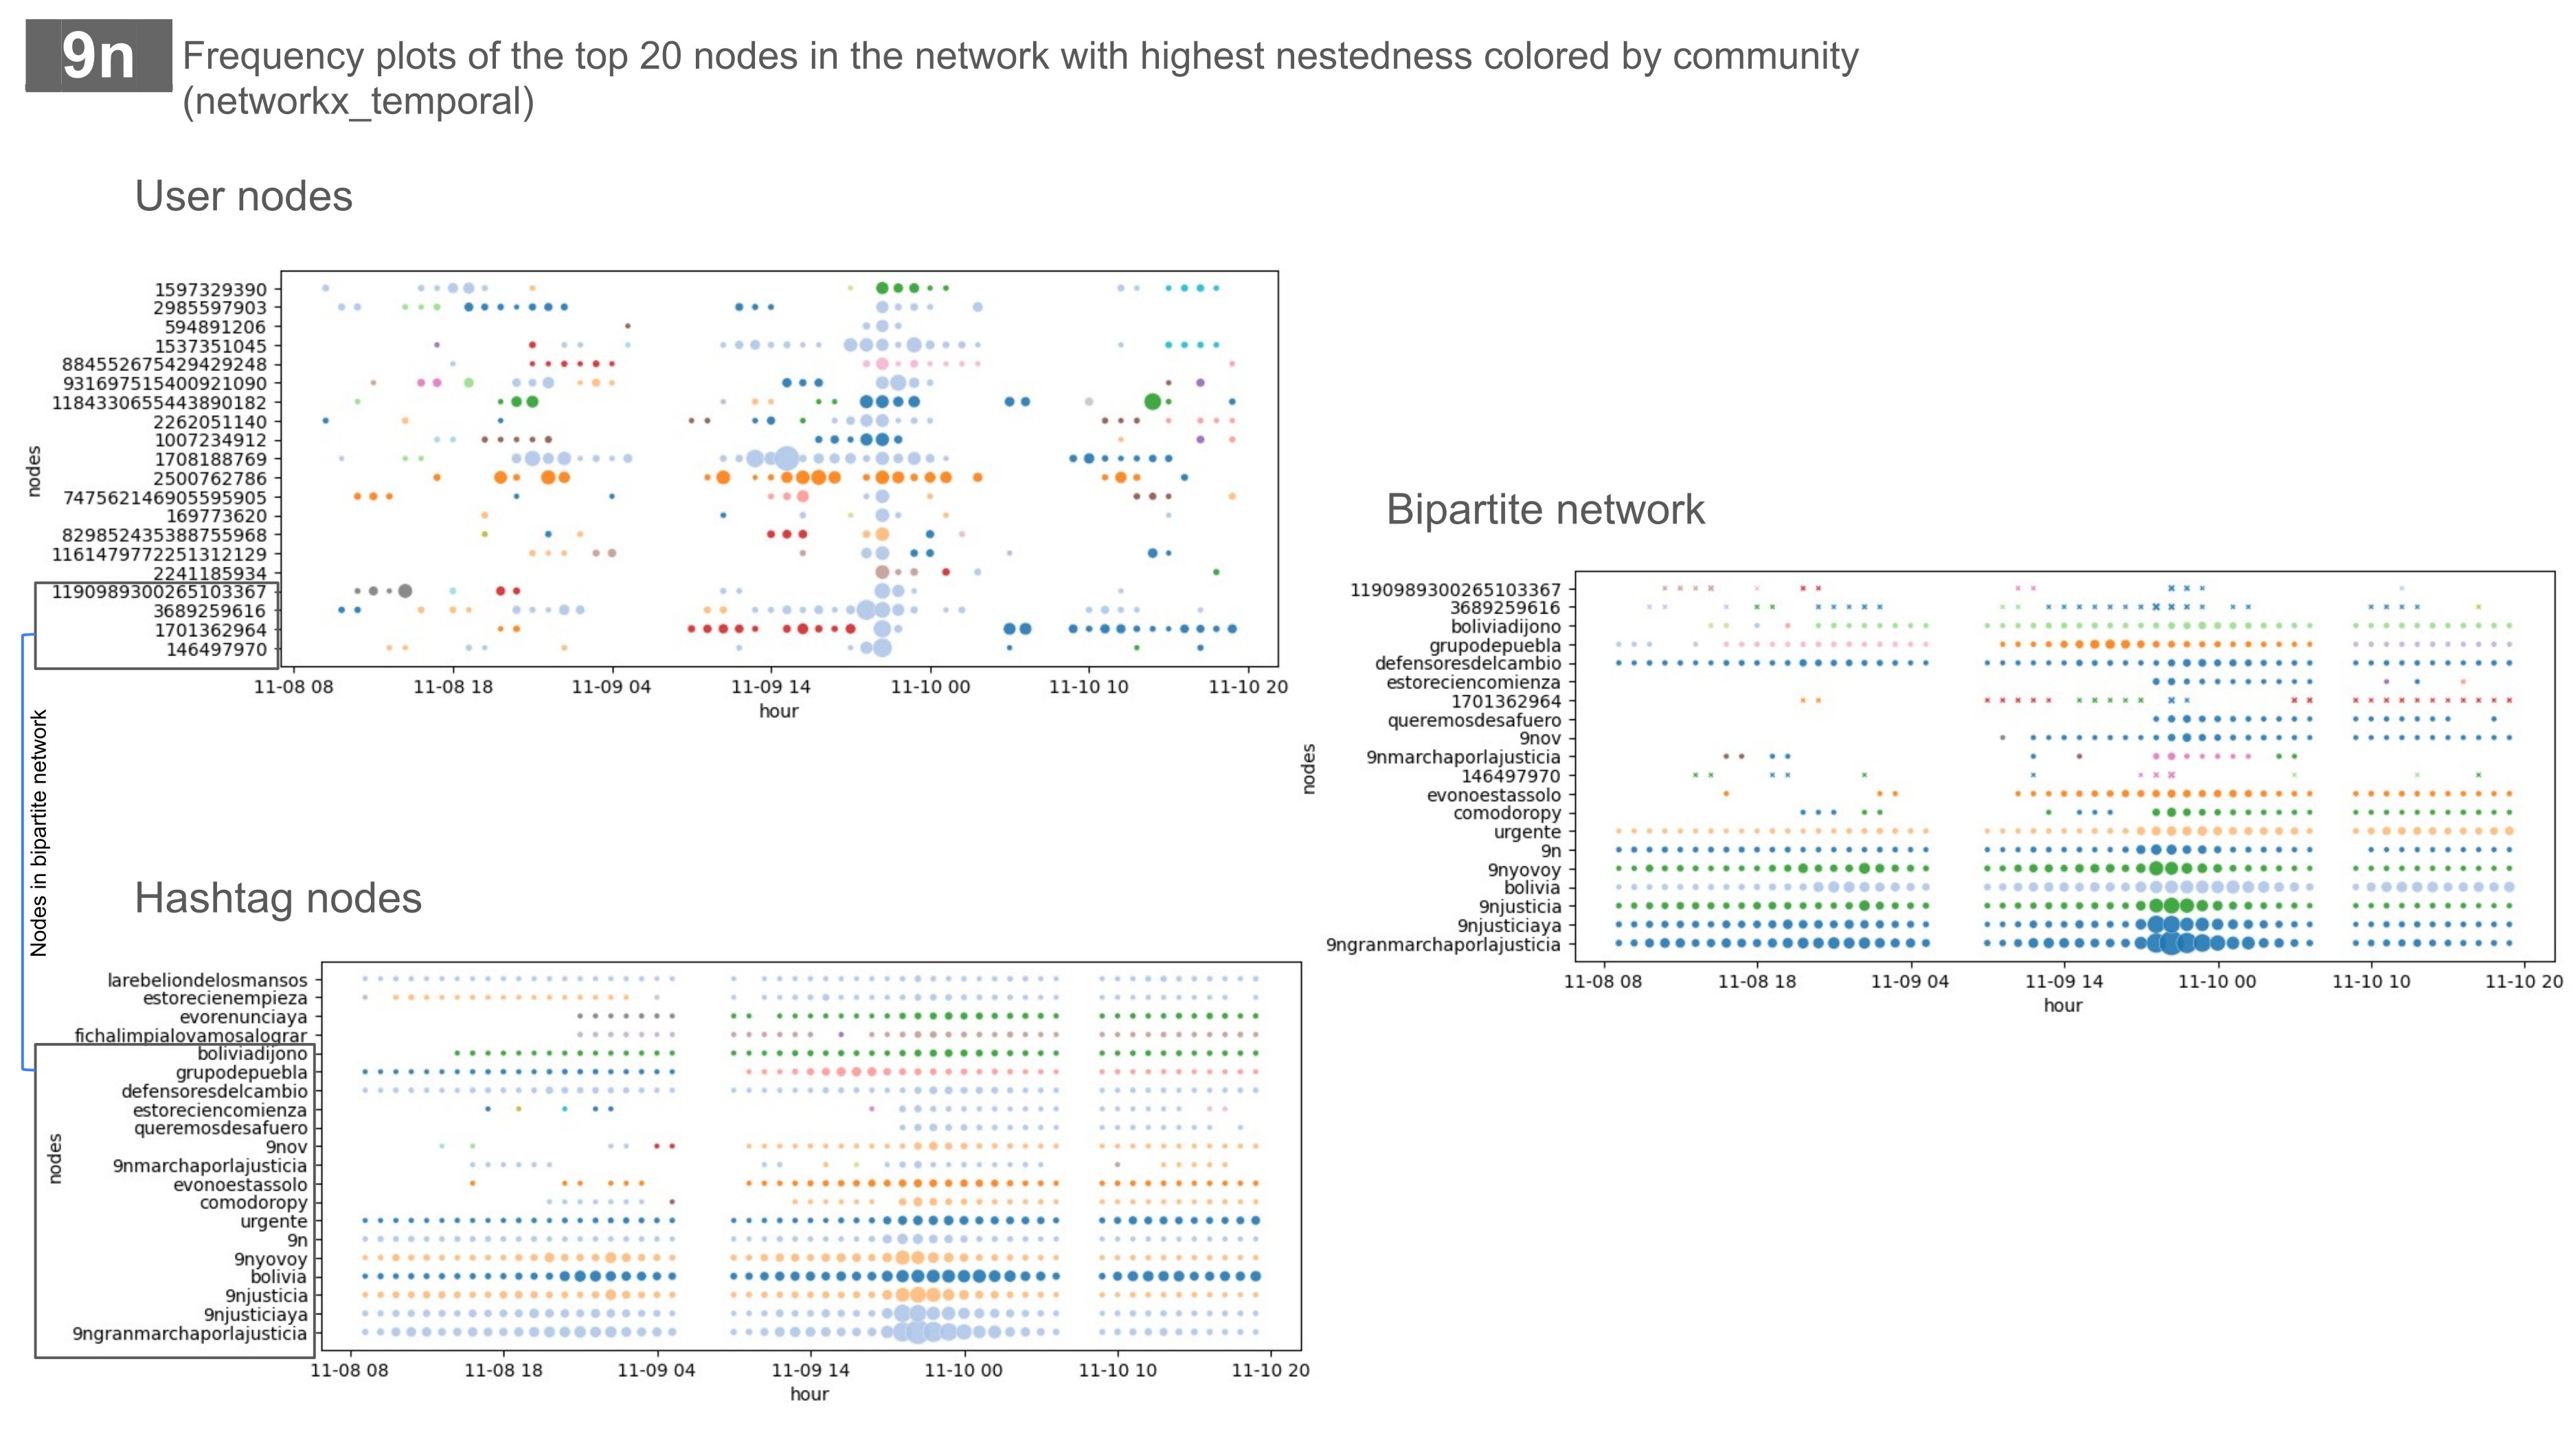 9n
Frequency plots of the top 20 nodes in the network with highest nestedness colored by community
(networkx_temporal)
User nodes
nodes
1597329390
2985597903
594891206
1537351045
884552675429429248
931697515400921090
1184330655443890182
2262051140
1007234912
1708188769
2500762786
747562146905595905
169773620
829852435388755968
1161479772251312129
2241185934
1190989300265103367
3689259616
1701362964
146497970
11-08 08
11-08 18
11-09 04
11-09 14
11-10 00
11-10 10
11-10 20
hour
Nodes in bipartite network
Hashtag nodes
nodes
larebeliondelosmansos
estorecienempieza
evorenunciaya
fichalimpialovamosalograr
boliviadijono
grupodepuebla
defensoresdelcambio
estoreciencomienza
queremosdesafuero
9nov
9nmarchaporlajusticia
evonoestassolo
comodoropy
urgente
9n
9nyovoy
bolivia
9njusticia
9njusticiaya
9ngranmarchaporlajusticia
11-08 08
11-08 18
11-09 04
11-09 14
11-10 00
11-10 10
11-10 20
hour
Bipartite network
nodes
1190989300265103367
3689259616
boliviadijono
grupodepuebla
defensoresdelcambio
estoreciencomienza
1701362964
queremosdesafuero
9nov
9nmarchaporlajusticia
146497970
evonoestassolo
comodoropy
urgente
9n
9nyovoy
bolivia
9njusticia
9njusticiaya
9ngranmarchaporlajusticia
11-08 08
11-08 18
11-09 04
11-09 14
11-10 00
11-10 10
11-10 20
hour